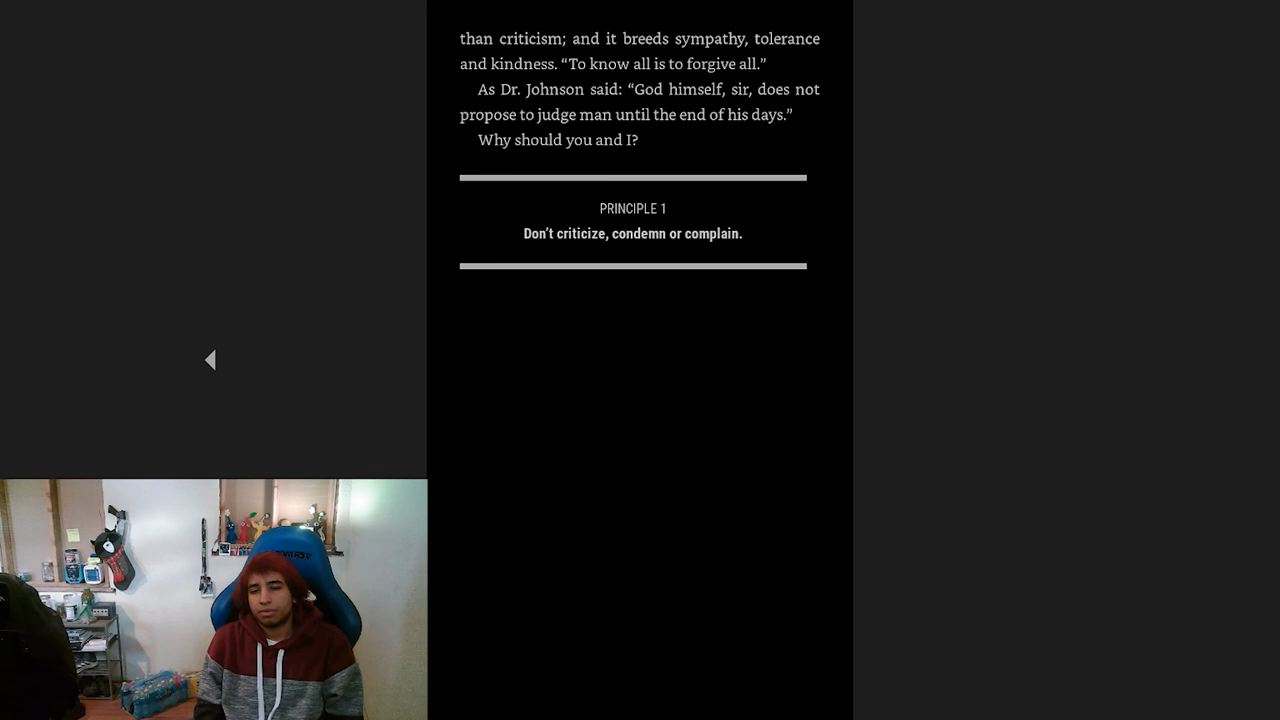 than criticism; and it breeds sympathy, tolerance
and kindness. “To know all is to forgive all.”
As Dr. Johnson said: “God himself, sir, does not
propose to judge man until the end of his days.”
Why should you and I?
PRINCIPLE 1
Don’t criticize, condemn or complain.